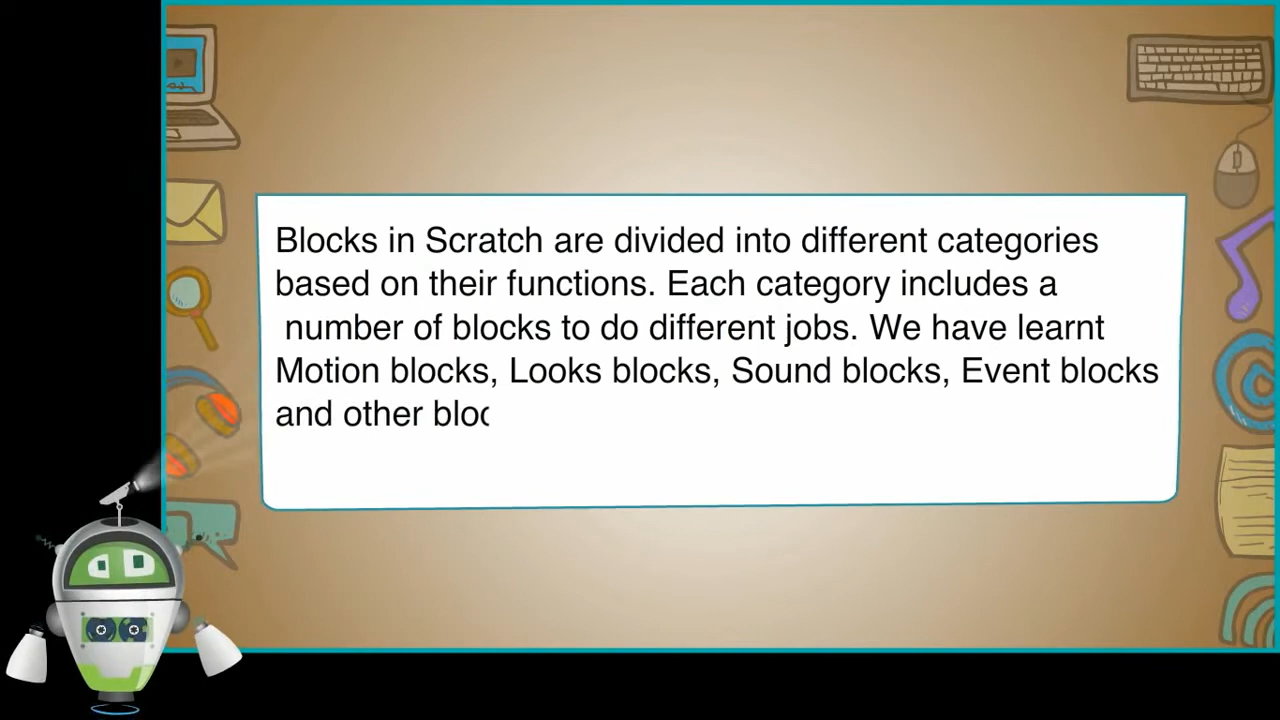 Blocks in Scratch are divided into different categories
based on their functions. Each category includes a
number of blocks to do different jobs. We have learnt
Motion blocks, Looks blocks, Sound blocks, Event blocks
and other bloc